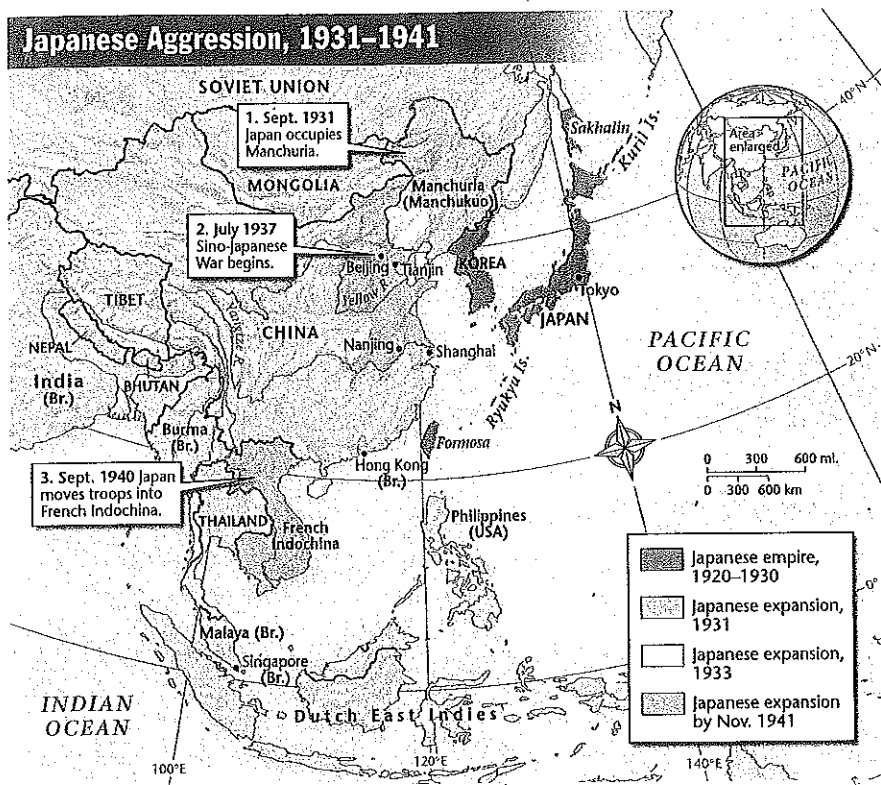 Japanese Aggression, 1931–1941
SOVIET UNION
1. Sept. 1931
Japan occupies
Manchuria.
Sakhalin
Kuril Is.
40°N
Area
enlarged
PACIFIC
OCEAN
MONGOLIA
Manchuria
(Manchukuo)
2. July 1937
Sino-Japanese
War begins.
Beijing
Tianjin
KOREA
Yellow R.
Tokyo
JAPAN
TIBET
Yangtze R.
CHINA
NEPAL
Nanjing
Shanghai
PACIFIC
OCEAN
20°N
India
(Br.)
BHUTAN
Ryukyu Is.
N
Burma
(Br.)
Formosa
Hong Kong
(Br.)
0 300 600 mi.
0 300 600 km
3. Sept. 1940 Japan
moves troops into
French Indochina.
THAILAND
French
Indochina
Philippines
(USA)
Japanese empire,
1920–1930
Japanese expansion,
1931
Japanese expansion,
1933
Japanese expansion
by Nov. 1941
0°
Malaya (Br.)
Singapore
(Br.)
INDIAN
OCEAN
Dutch East Indies
100°E
120°E
140°E